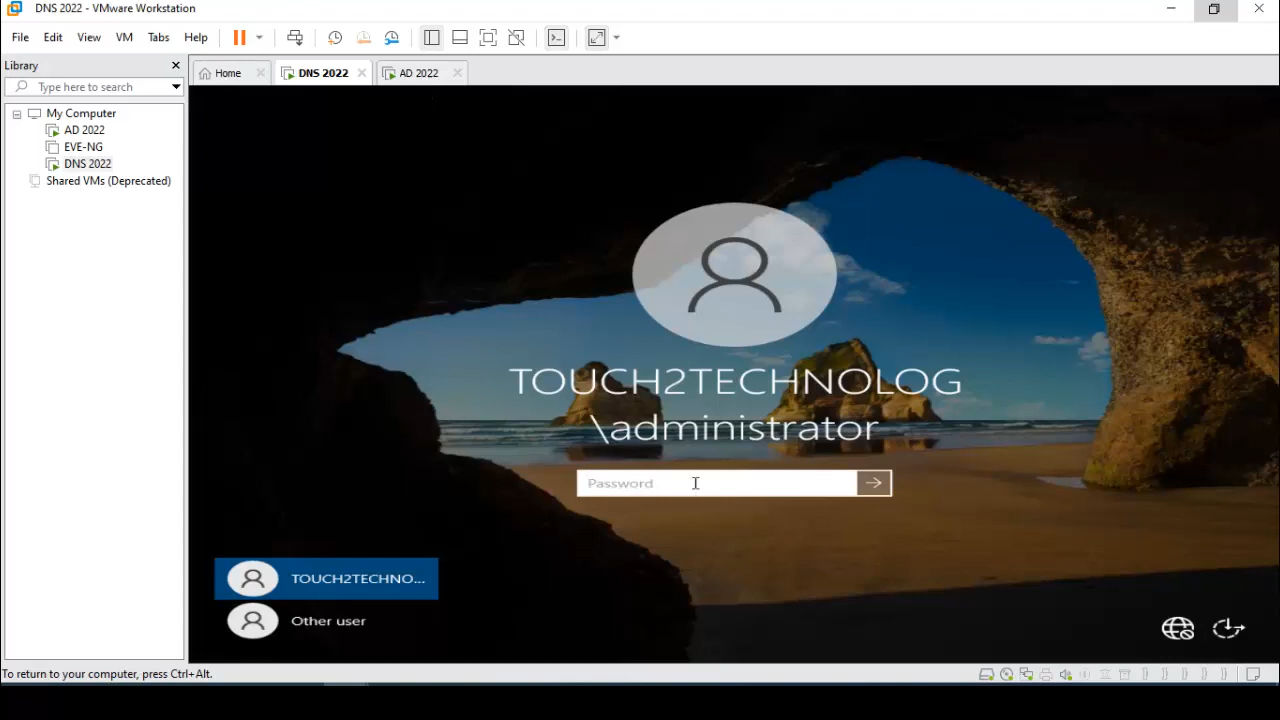 DNS 2022 - VMware Workstation
File Edit View VM Tabs Help
Library
Type here to search
My Computer
AD 2022
EVE-NG
DNS 2022
Shared VMs (Deprecated)
Home DNS 2022 AD 2022
TOUCH2TECHNOLOG
\administrator
Password
TOUCH2TECHNO...
Other user
To return to your computer, press Ctrl+Alt.